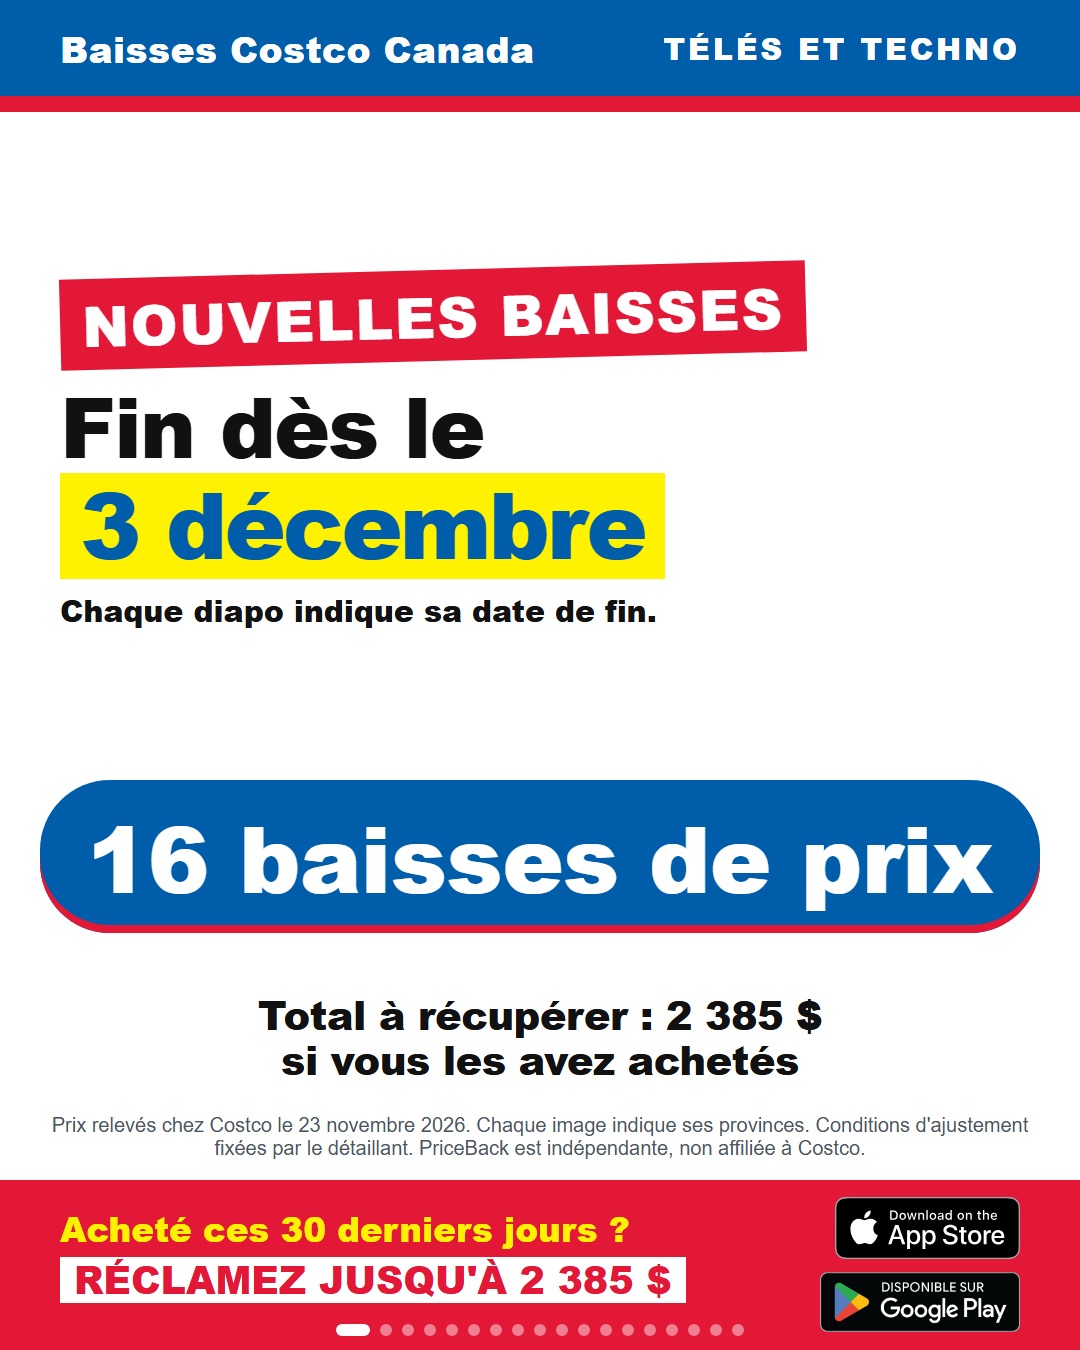 Baisses Costco Canada
TÉLÉS ET TECHNO
NOUVELLES BAISSES
Fin dès le
3 décembre
Chaque diapo indique sa date de fin.
16 baisses de prix
Total à récupérer : 2 385 $
si vous les avez achetés
Prix relevés chez Costco le 23 novembre 2026. Chaque image indique ses provinces. Conditions d'ajustement
fixées par le détaillant. PriceBack est indépendante, non affiliée à Costco.
Acheté ces 30 derniers jours ?
RÉCLAMEZ JUSQU'À 2 385 $
Download on the
App Store
DISPONIBLE SUR
Google Play